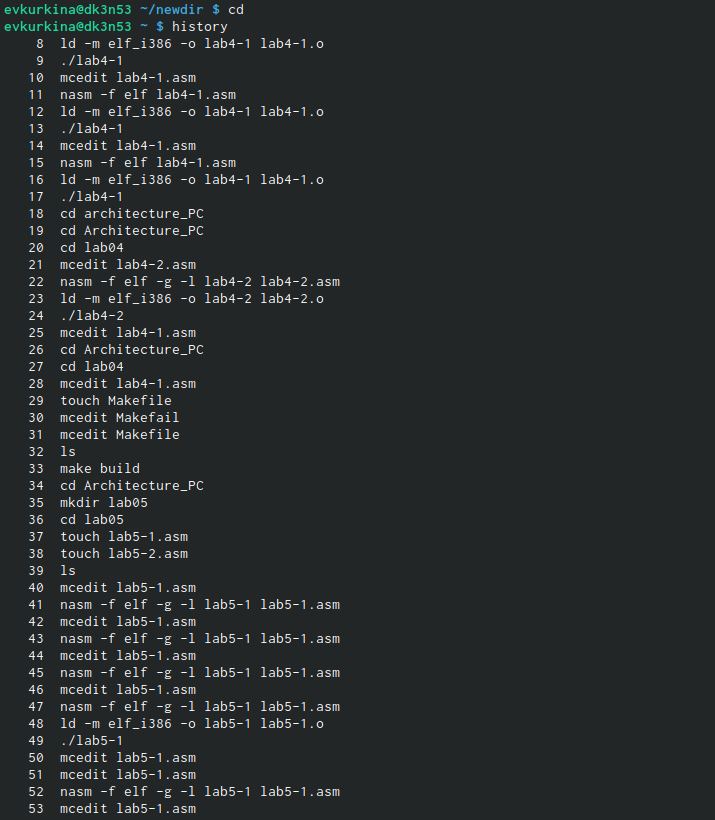 evkurkina@dk3n53 ~/newdir $ cd
evkurkina@dk3n53 ~ $ history
8 ld -m elf_i386 -o lab4-1 lab4-1.o
9 ./lab4-1
10 mcedit lab4-1.asm
11 nasm -f elf lab4-1.asm
12 ld -m elf_i386 -o lab4-1 lab4-1.o
13 ./lab4-1
14 mcedit lab4-1.asm
15 nasm -f elf lab4-1.asm
16 ld -m elf_i386 -o lab4-1 lab4-1.o
17 ./lab4-1
18 cd architecture_PC
19 cd Architecture_PC
20 cd lab04
21 mcedit lab4-2.asm
22 nasm -f elf -g -l lab4-2 lab4-2.asm
23 ld -m elf_i386 -o lab4-2 lab4-2.o
24 ./lab4-2
25 mcedit lab4-1.asm
26 cd Architecture_PC
27 cd lab04
28 mcedit lab4-1.asm
29 touch Makefile
30 mcedit Makefail
31 mcedit Makefile
32 ls
33 make build
34 cd Architecture_PC
35 mkdir lab05
36 cd lab05
37 touch lab5-1.asm
38 touch lab5-2.asm
39 ls
40 mcedit lab5-1.asm
41 nasm -f elf -g -l lab5-1 lab5-1.asm
42 mcedit lab5-1.asm
43 nasm -f elf -g -l lab5-1 lab5-1.asm
44 mcedit lab5-1.asm
45 nasm -f elf -g -l lab5-1 lab5-1.asm
46 mcedit lab5-1.asm
47 nasm -f elf -g -l lab5-1 lab5-1.asm
48 ld -m elf_i386 -o lab5-1 lab5-1.o
49 ./lab5-1
50 mcedit lab5-1.asm
51 mcedit lab5-1.asm
52 nasm -f elf -g -l lab5-1 lab5-1.asm
53 mcedit lab5-1.asm